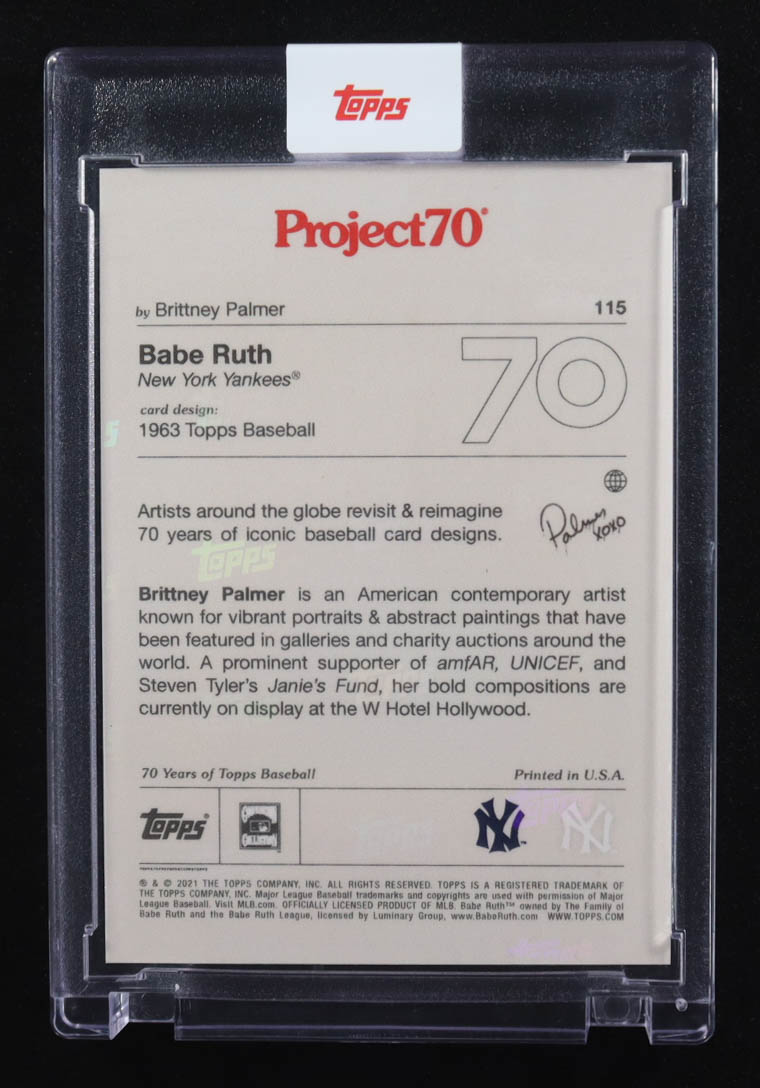 TOPPS
Project70®
by Brittney Palmer 115
Babe Ruth
New York Yankees®
card design:
1963 Topps Baseball
70
Artists around the globe revisit & reimagine
70 years of iconic baseball card designs.
Palmer
xoxo
TOPPS
Brittney Palmer is an American contemporary artist
known for vibrant portraits & abstract paintings that have
been featured in galleries and charity auctions around the
world. A prominent supporter of amfAR, UNICEF, and
Steven Tyler's Janie's Fund, her bold compositions are
currently on display at the W Hotel Hollywood.
70 Years of Topps Baseball Printed in U.S.A.
TOPPS
NY NY
® & © 2021 THE TOPPS COMPANY, INC. ALL RIGHTS RESERVED. TOPPS IS A REGISTERED TRADEMARK OF
THE TOPPS COMPANY, INC. Major League Baseball trademarks and copyrights are used with permission of Major
League Baseball. Visit MLB.com. OFFICIALLY LICENSED PRODUCT OF MLB. Babe Ruth™ owned by The Family of
Babe Ruth and the Babe Ruth League, licensed by Luminary Group, www.BabeRuth.com WWW.TOPPS.COM